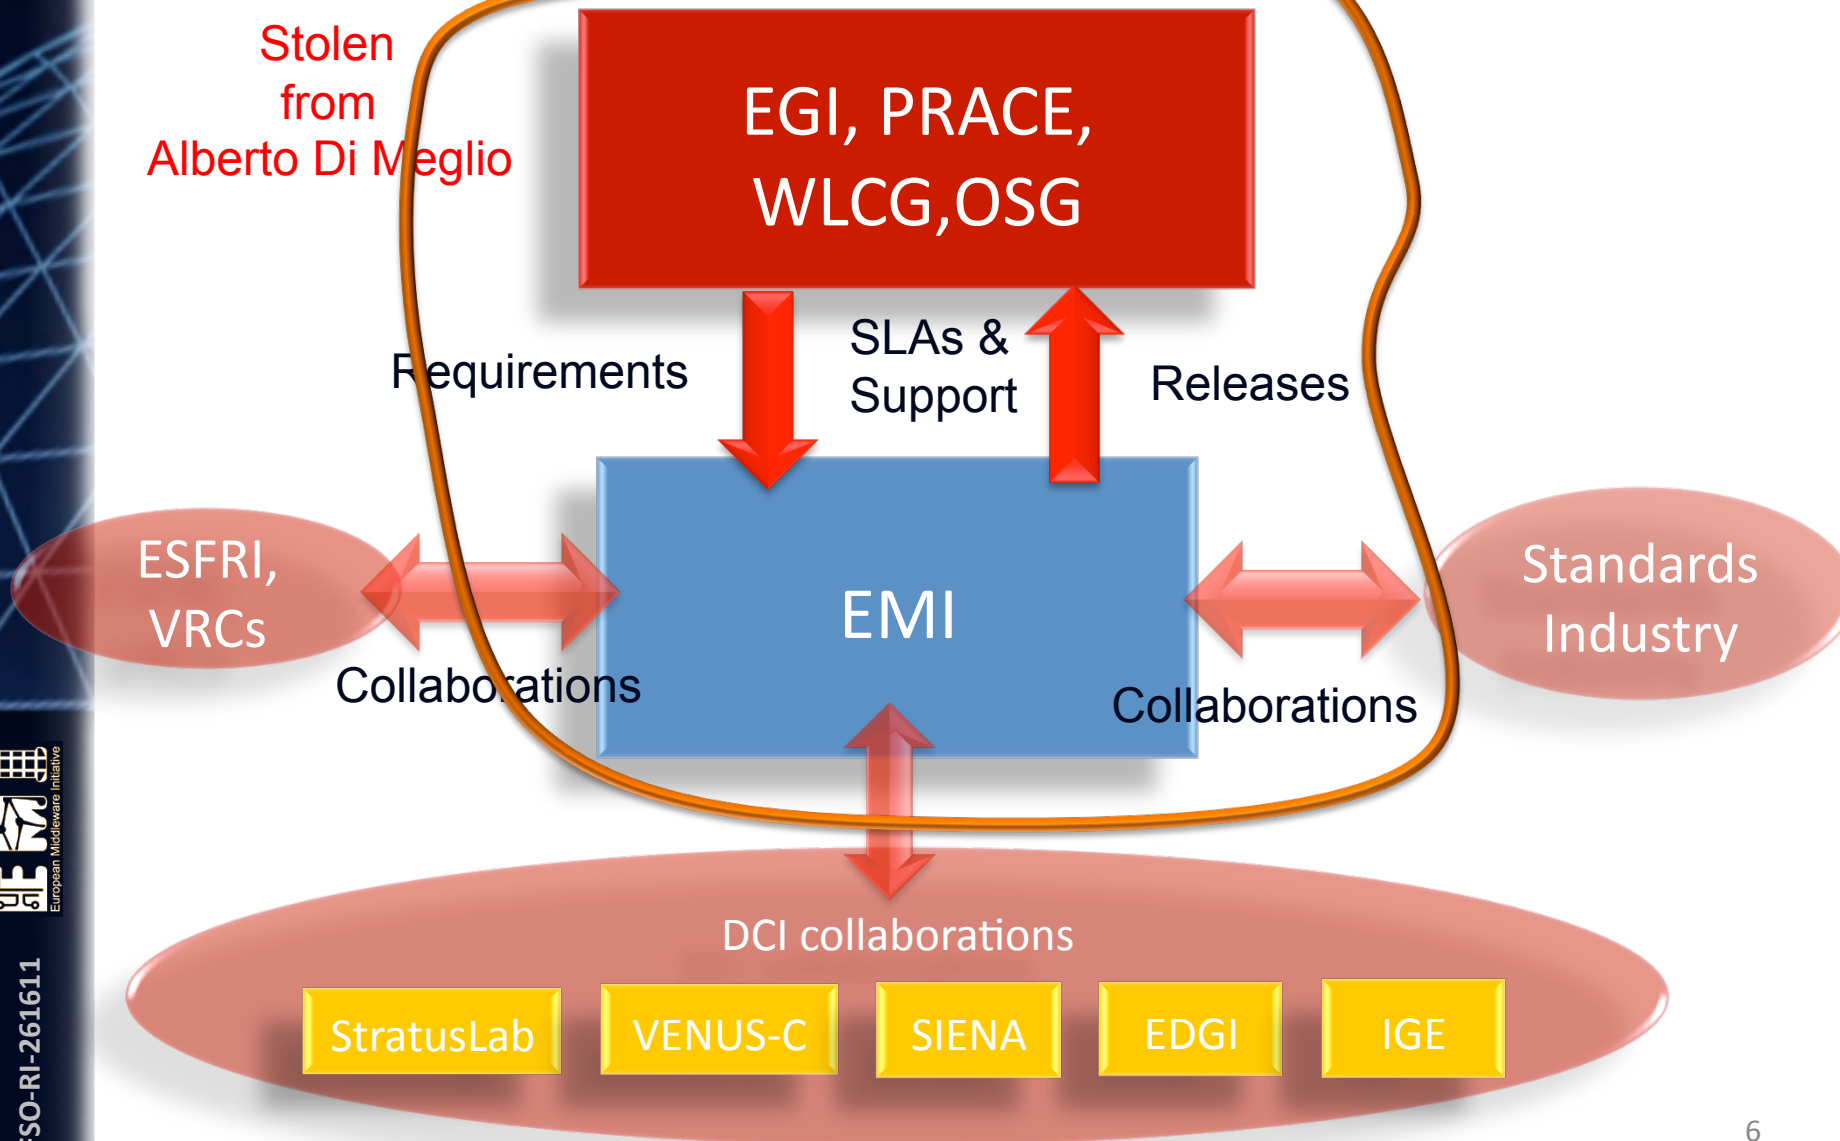 Stolen
from
Alberto Di Meglio
EGI, PRACE,
WLCG,OSG
Requirements
SLAs &
Support
Releases
ESFRI,
VRCs
EMI
Standards
Industry
Collaborations
Collaborations
DCI collaborations
StratusLab
VENUS-C
SIENA
EDGI
IGE
European Middleware Initiative
SO-RI-261611
6